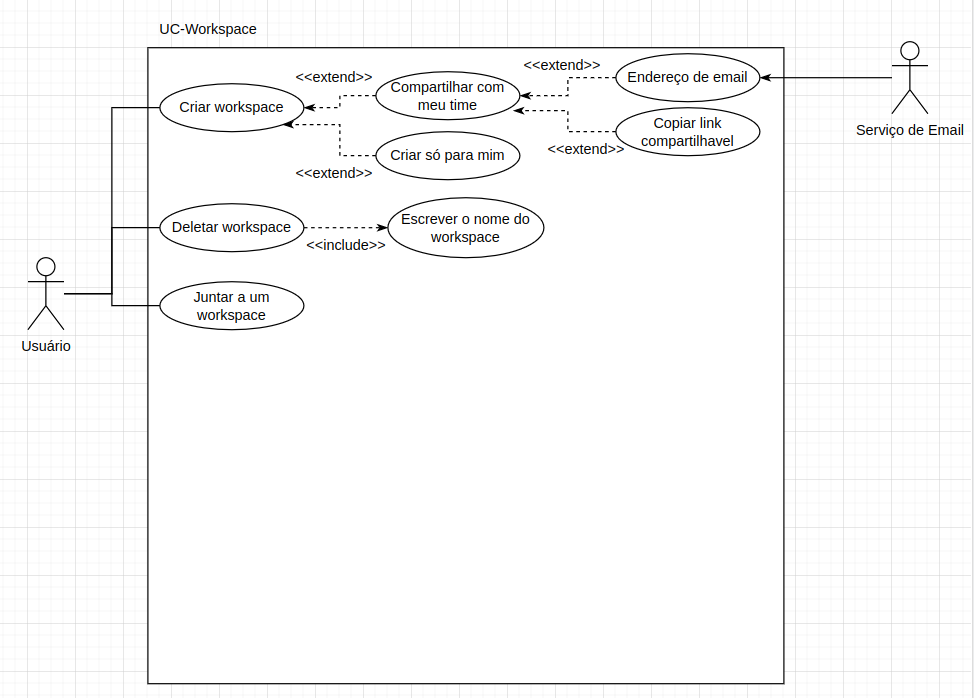 UC-Workspace
<<extend>>
<<extend>>
Endereço de email
Compartilhar com
meu time
Criar workspace
Copiar link
compartilhavel
Serviço de Email
<<extend>>
Criar só para mim
<<extend>>
Deletar workspace
Escrever o nome do
workspace
<<include>>
Juntar a um
workspace
Usuário